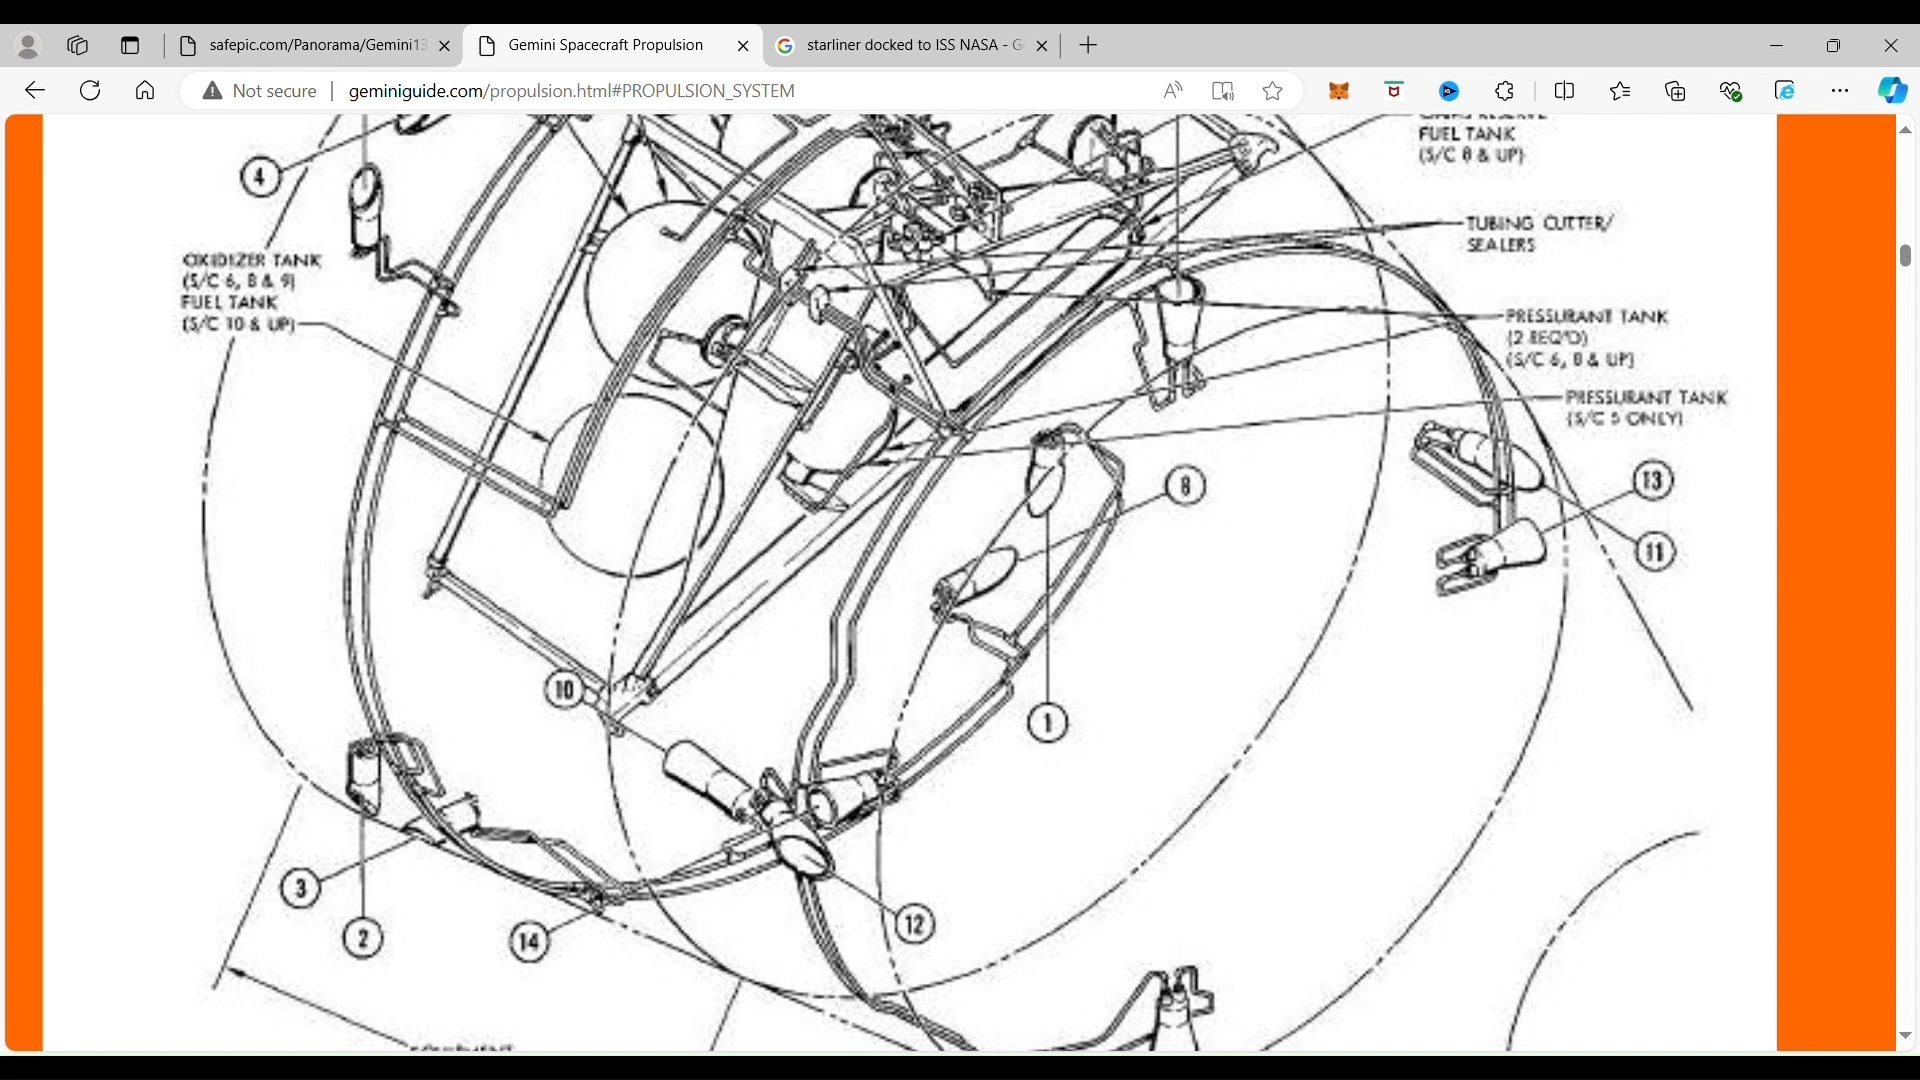 safepic.com/Panorama/Gemini13
Gemini Spacecraft Propulsion
starliner docked to ISS NASA - G
Not secure
geminiguide.com/propulsion.html#PROPULSION_SYSTEM
FUEL TANK
(S/C 8 & UP)
4
TUBING CUTTER/
SEALERS
OXIDIZER TANK
(S/C 6, 8 & 9)
FUEL TANK
(S/C 10 & UP)
PRESSURANT TANK
(2 REQ'D)
(S/C 6, 8 & UP)
PRESSURANT TANK
(S/C 5 ONLY)
8
13
11
10
1
3
2
14
12